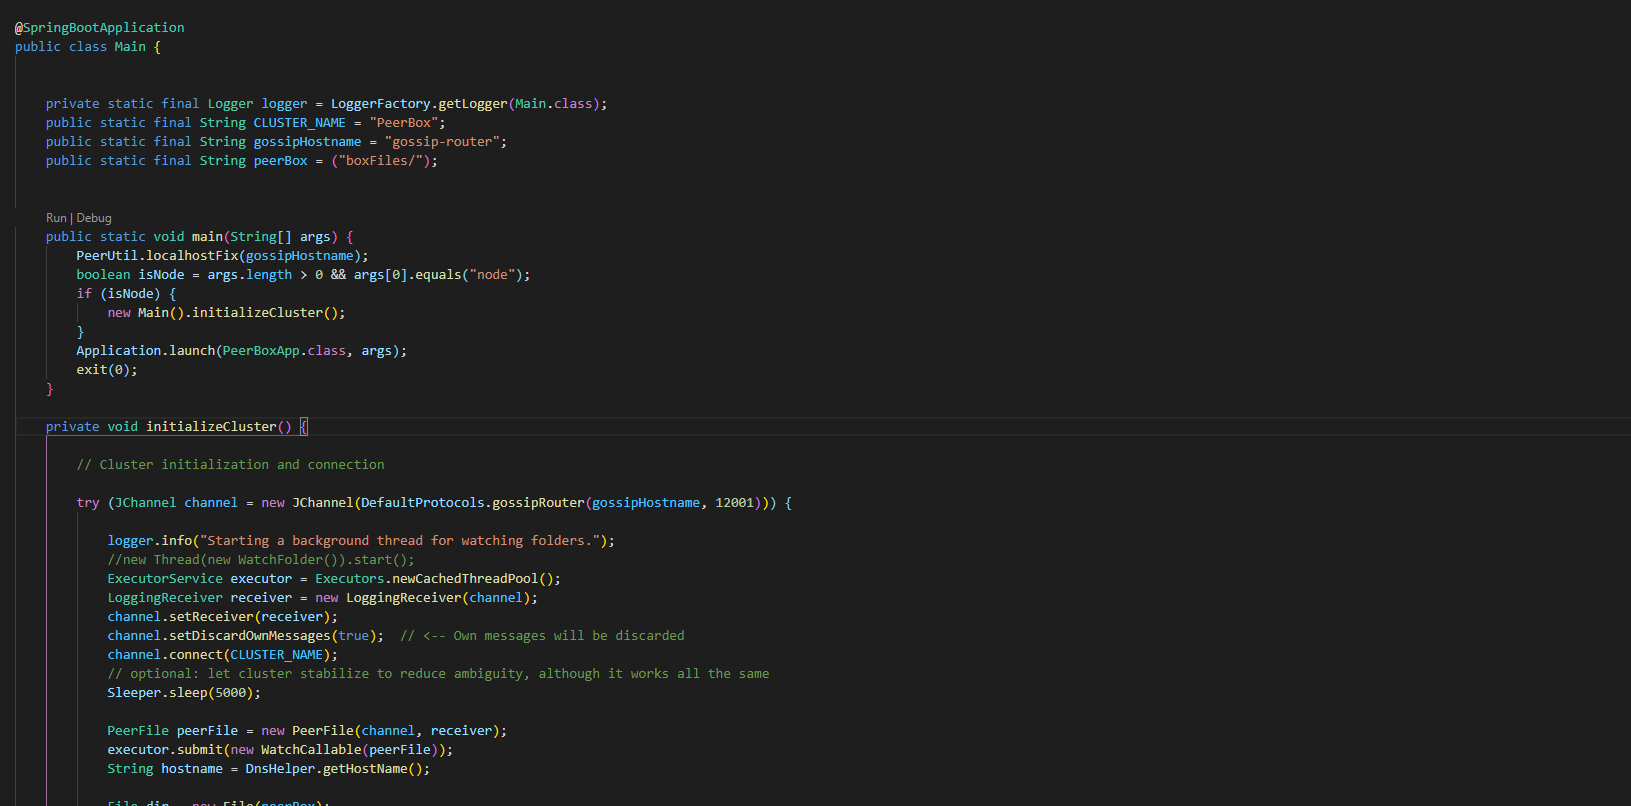 @SpringBootApplication
public class Main {
private static final Logger logger = LoggerFactory.getLogger(Main.class);
public static final String CLUSTER_NAME = "PeerBox";
public static final String gossipHostname = "gossip-router";
public static final String peerBox = ("boxFiles/");
Run | Debug
public static void main(String[] args) {
PeerUtil.localhostFix(gossipHostname);
boolean isNode = args.length > 0 && args[0].equals("node");
if (isNode) {
new Main().initializeCluster();
}
Application.launch(PeerBoxApp.class, args);
exit(0);
}
private void initializeCluster() {
// Cluster initialization and connection
try (JChannel channel = new JChannel(DefaultProtocols.gossipRouter(gossipHostname, 12001))) {
logger.info("Starting a background thread for watching folders.");
//new Thread(new WatchFolder()).start();
ExecutorService executor = Executors.newCachedThreadPool();
LoggingReceiver receiver = new LoggingReceiver(channel);
channel.setReceiver(receiver);
channel.setDiscardOwnMessages(true);  // <-- Own messages will be discarded
channel.connect(CLUSTER_NAME);
// optional: let cluster stabilize to reduce ambiguity, although it works all the same
Sleeper.sleep(5000);
PeerFile peerFile = new PeerFile(channel, receiver);
executor.submit(new WatchCallable(peerFile));
String hostname = DnsHelper.getHostName();
File dir = new File(peerBox);